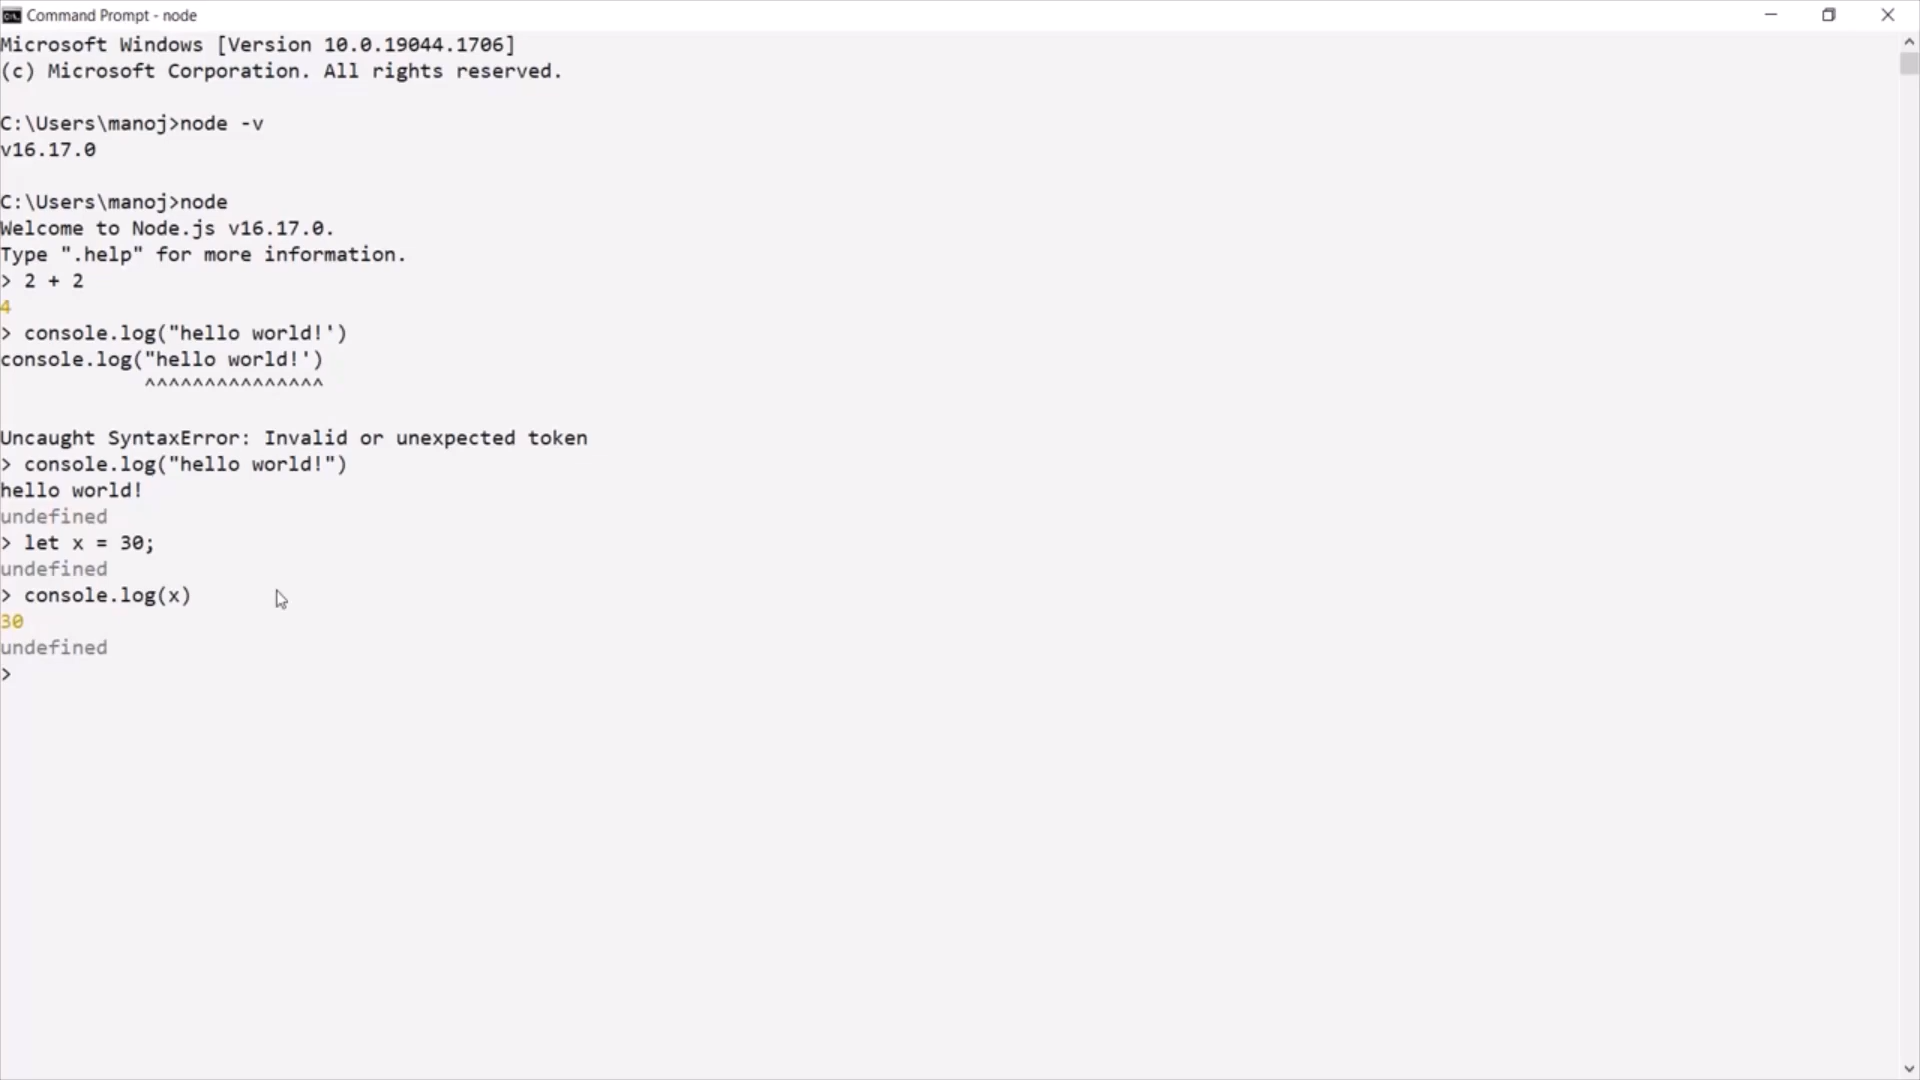 Command Prompt - node
Microsoft Windows [Version 10.0.19044.1706]
(c) Microsoft Corporation. All rights reserved.
C:\Users\manoj>node -v
v16.17.0
C:\Users\manoj>node
Welcome to Node.js v16.17.0.
Type ".help" for more information.
> 2 + 2
4
> console.log("hello world!')
console.log("hello world!')
            ^^^^^^^^^^^^^^^
Uncaught SyntaxError: Invalid or unexpected token
> console.log("hello world!")
hello world!
undefined
> let x = 30;
undefined
> console.log(x)
30
undefined
>